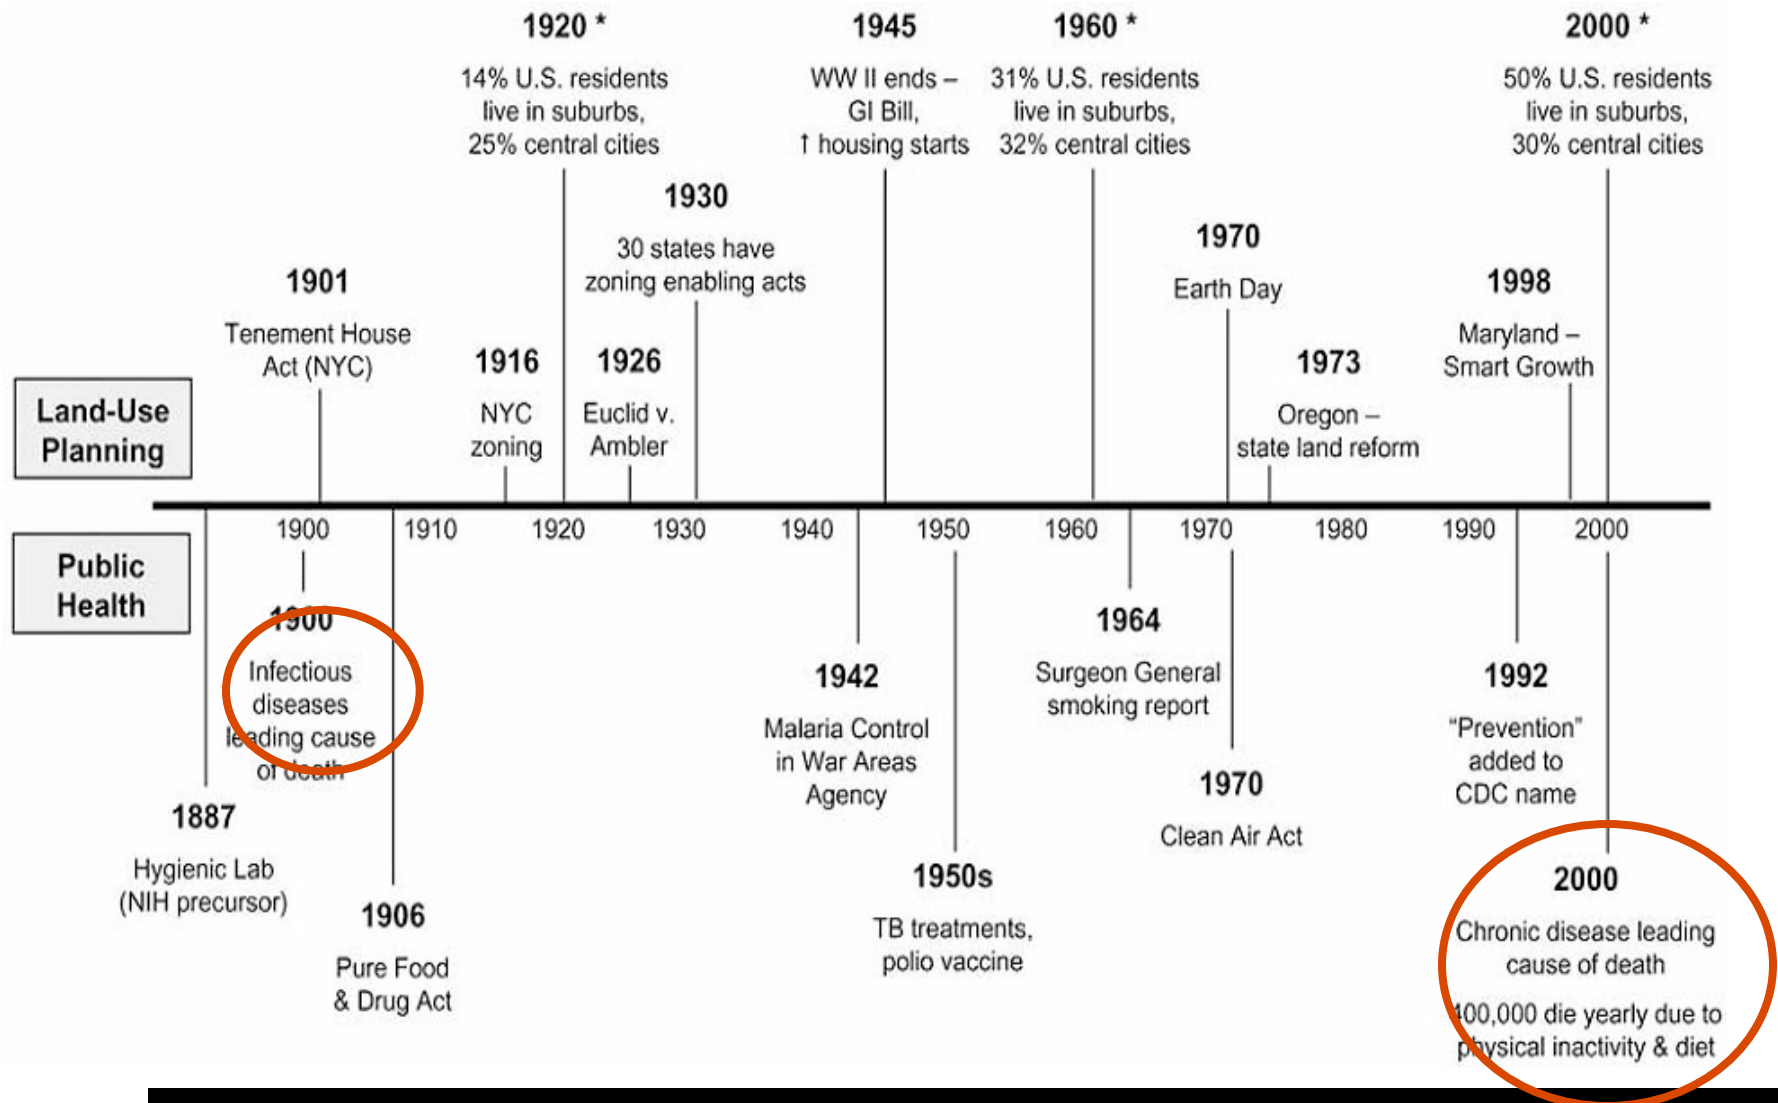 1920 *
14% U.S. residents
live in suburbs,
25% central cities
1945
WW II ends –
GI Bill,
↑ housing starts
1960 *
31% U.S. residents
live in suburbs,
32% central cities
2000 *
50% U.S. residents
live in suburbs,
30% central cities
1930
30 states have
zoning enabling acts
1970
Earth Day
1901
Tenement House
Act (NYC)
1998
Maryland –
Smart Growth
1916
NYC
zoning
1926
Euclid v.
Ambler
1973
Oregon –
state land reform
Land-Use
Planning
1900 1910 1920 1930 1940 1950 1960 1970 1980 1990 2000
Public
Health
1900
Infectious
diseases
leading cause
of death
1964
Surgeon General
smoking report
1942
Malaria Control
in War Areas
Agency
1992
“Prevention”
added to
CDC name
1970
Clean Air Act
1887
Hygienic Lab
(NIH precursor)
1950s
TB treatments,
polio vaccine
2000
Chronic disease leading
cause of death
400,000 die yearly due to
physical inactivity & diet
1906
Pure Food
& Drug Act